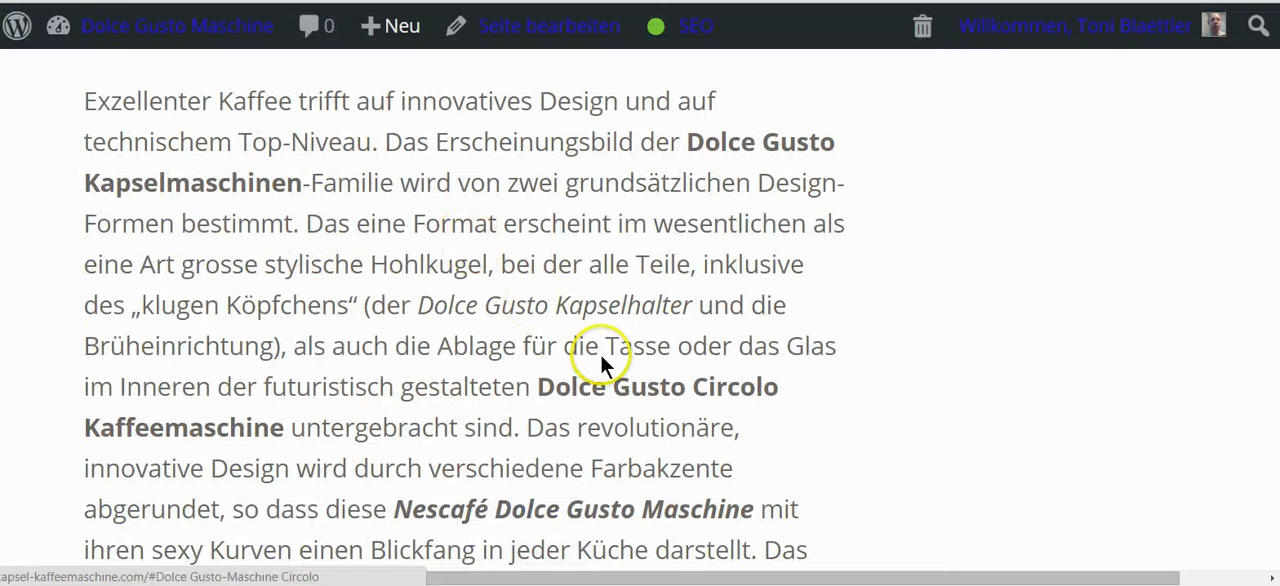 Dolce Gusto Maschine 0 Neu Seite bearbeiten SEO Willkommen, Toni Blaettler
Exzellenter Kaffee trifft auf innovatives Design und auf
technischem Top-Niveau. Das Erscheinungsbild der Dolce Gusto
Kapselmaschinen-Familie wird von zwei grundsätzlichen Design-
Formen bestimmt. Das eine Format erscheint im wesentlichen als
eine Art grosse stylische Hohlkugel, bei der alle Teile, inklusive
des „klugen Köpfchens“ (der Dolce Gusto Kapselhalter und die
Brüheinrichtung), als auch die Ablage für die Tasse oder das Glas
im Inneren der futuristisch gestalteten Dolce Gusto Circolo
Kaffeemaschine untergebracht sind. Das revolutionäre,
innovative Design wird durch verschiedene Farbakzente
abgerundet, so dass diese Nescafé Dolce Gusto Maschine mit
ihren sexy Kurven einen Blickfang in jeder Küche darstellt. Das
apsel-kaffeemaschine.com/#Dolce Gusto-Maschine Circolo